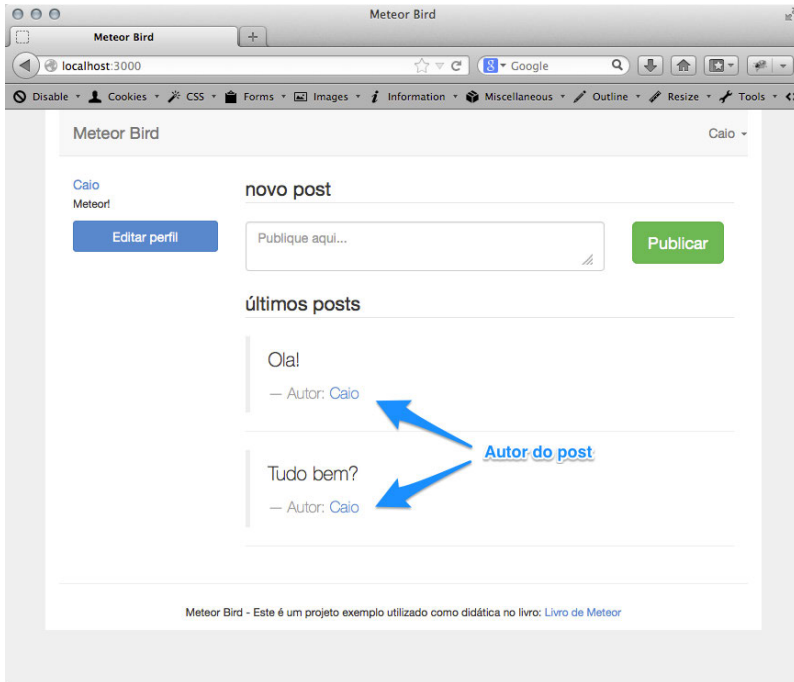 Meteor Bird
Meteor Bird
localhost:3000
Google
Disable Cookies CSS Forms Images Information Miscellaneous Outline Resize Tools
Meteor Bird
Caio
Caio
Meteor!
Editar perfil
novo post
Publique aqui...
Publicar
últimos posts
Ola!
— Autor: Caio
Autor do post
Tudo bem?
— Autor: Caio
Meteor Bird - Este é um projeto exemplo utilizado como didática no livro: Livro de Meteor